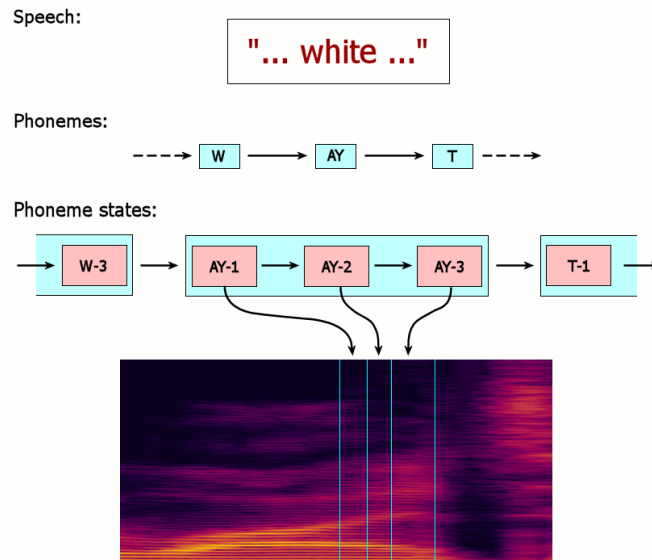 Speech:
"... white ..."
Phonemes:
W AY T
Phoneme states:
W-3 AY-1 AY-2 AY-3 T-1